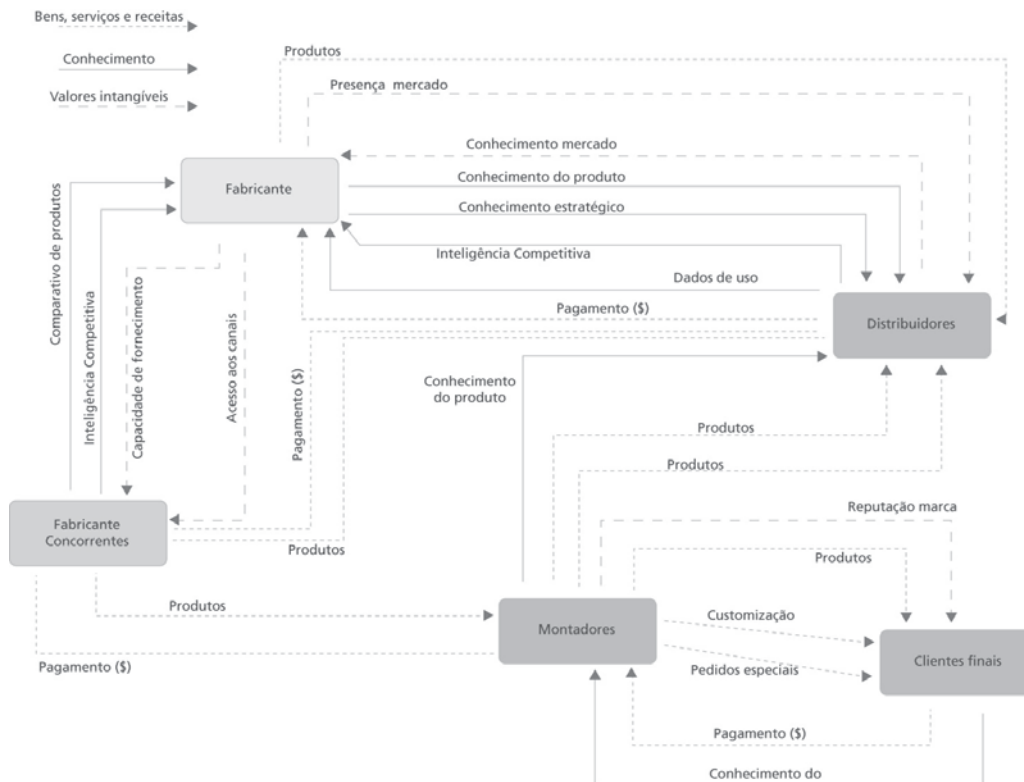 Bens, serviços e receitas
Conhecimento
Valores intangíveis
Produtos
Presença mercado
Conhecimento mercado
Fabricante
Conhecimento do produto
Conhecimento estratégico
Inteligência Competitiva
Dados de uso
Pagamento ($)
Distribuidores
Comparativo de produtos
Inteligência Competitiva
Capacidade de fornecimento
Acesso aos canais
Pagamento ($)
Conhecimento
do produto
Produtos
Produtos
Reputação marca
Fabricante
Concorrentes
Produtos
Produtos
Produtos
Customização
Montadores
Pedidos especiais
Clientes finais
Pagamento ($)
Pagamento ($)
Conhecimento do